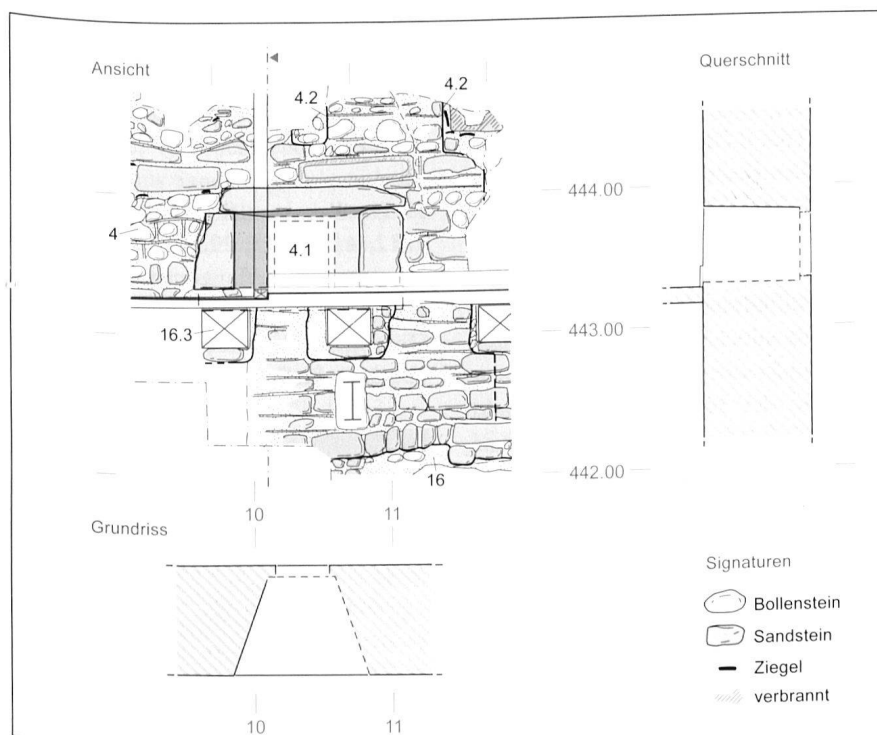 Ansicht
Querschnitt
4.2
4.2
444.00
4
4.1
443.00
16.3
442.00
16
10 11
Grundriss
Signaturen
Bollenstein
Sandstein
Ziegel
verbrannt
10 11